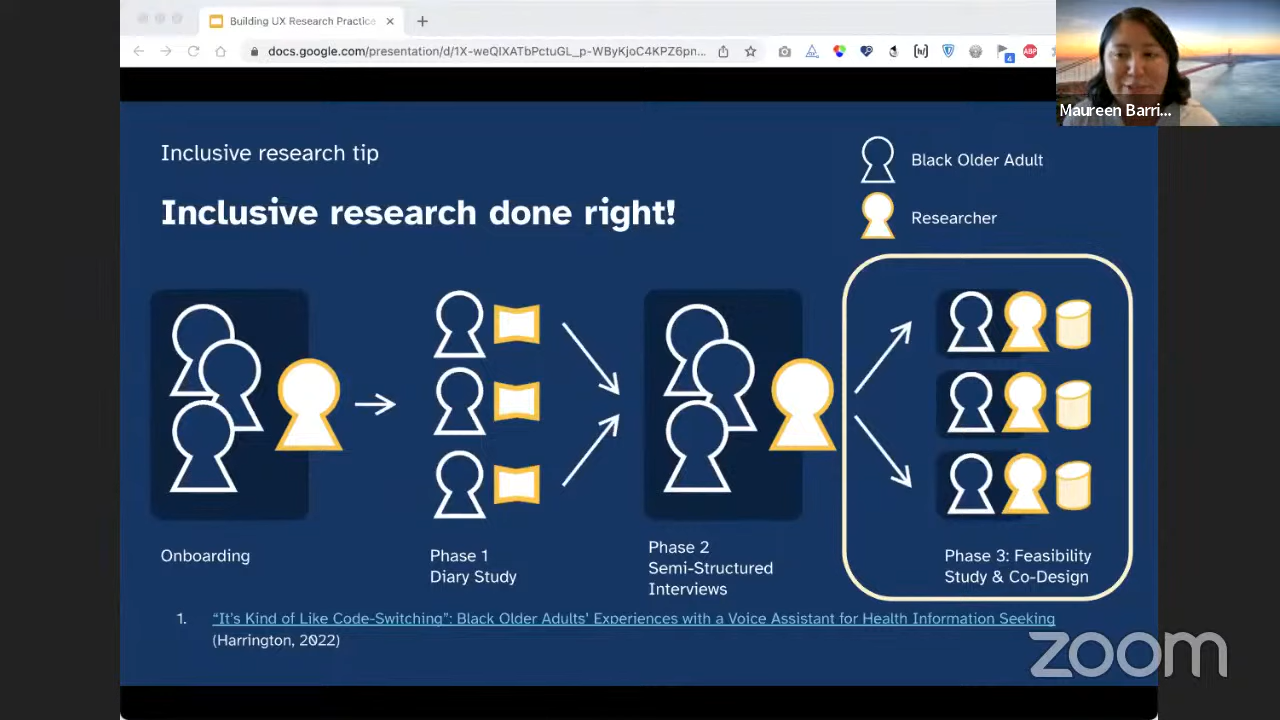 Building UX Research Practice
docs.google.com/presentation/d/1X-weQIXATbPctuGL_p-WByKjoC4KPZ6pn...
Maureen Barri...
Inclusive research tip
Inclusive research done right!
Black Older Adult
Researcher
Onboarding
Phase 1
Diary Study
Phase 2
Semi-Structured
Interviews
Phase 3: Feasibility
Study & Co-Design
1. "It's Kind of Like Code-Switching": Black Older Adults' Experiences with a Voice Assistant for Health Information Seeking
(Harrington, 2022)
zoom